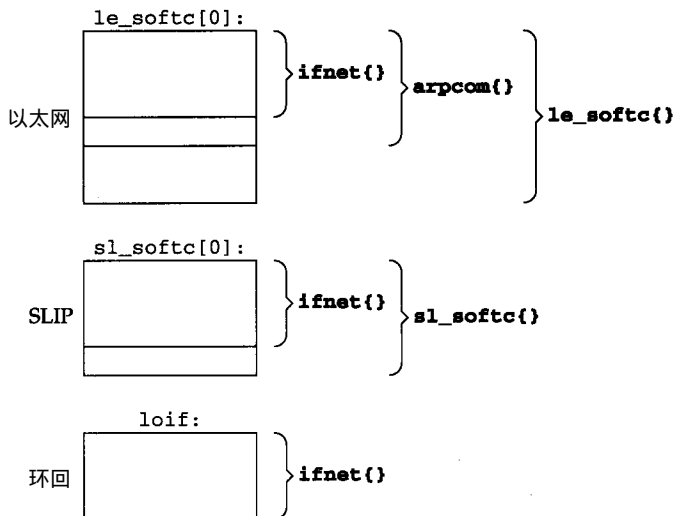 le_softc[0]:
以太网
ifnet{}
arpcom{}
le_softc{}
sl_softc[0]:
SLIP
ifnet{}
sl_softc{}
loif:
环回
ifnet{}